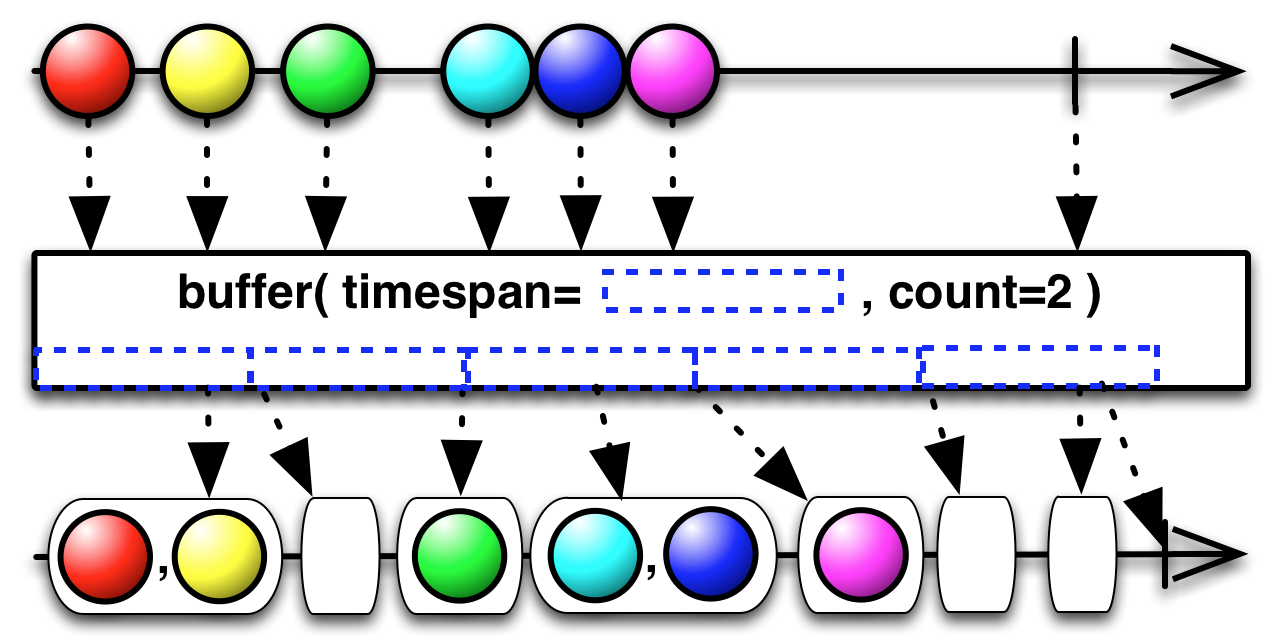 buffer( timespan= , count=2 )
, ,